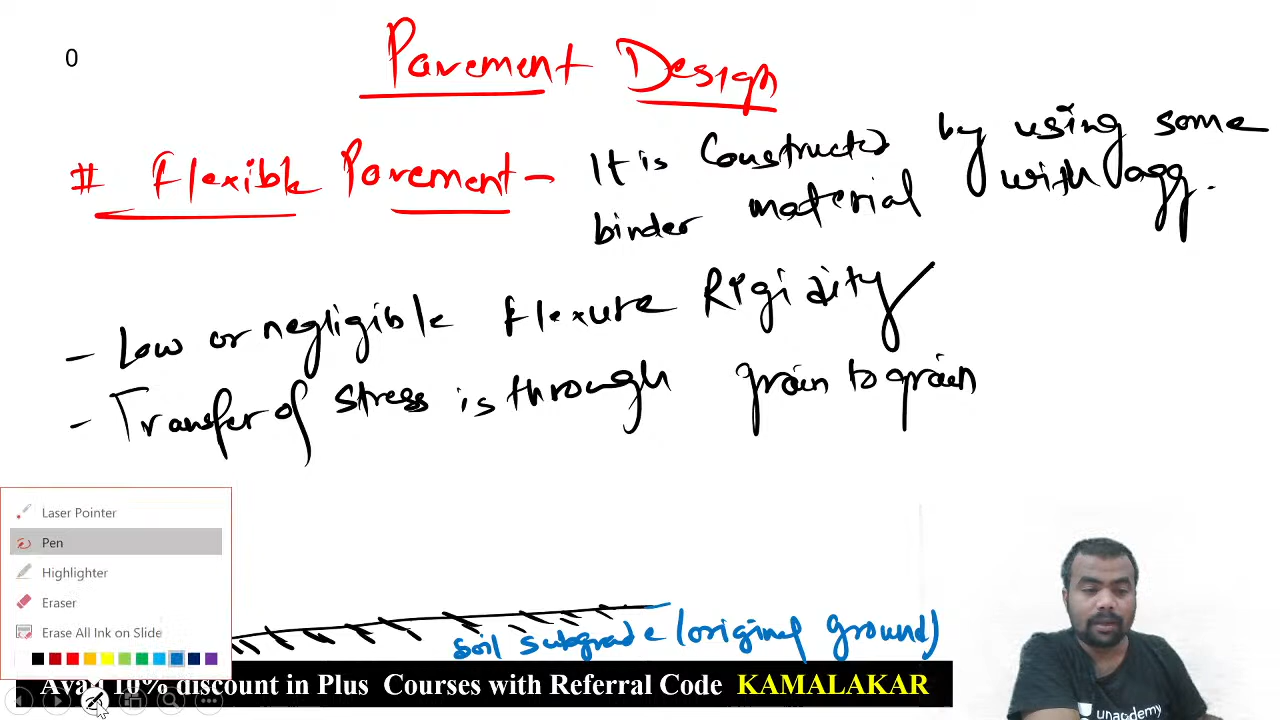 0
Pavement Design
# Flexible Pavement - It is Constructed by using some
binder material with agg.
- Low or negligible flexure Rigidity
- Transfer of stress is through grain to grain
Laser Pointer
Pen
Highlighter
Eraser
Erase All Ink on Slide
soil subgrade (original ground)
Avail 10% discount in Plus Courses with Referral Code KAMALAKAR
unacademy